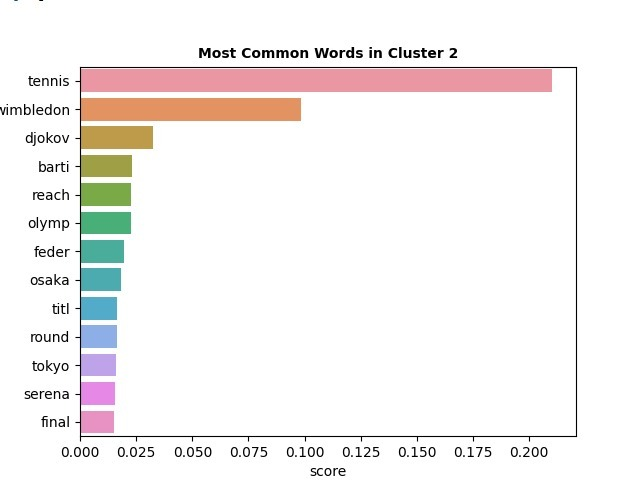 Most Common Words in Cluster 2
tennis
wimbledon
djokov
barti
reach
olymp
feder
osaka
titl
round
tokyo
serena
final
0.000 0.025 0.050 0.075 0.100 0.125 0.150 0.175 0.200
score